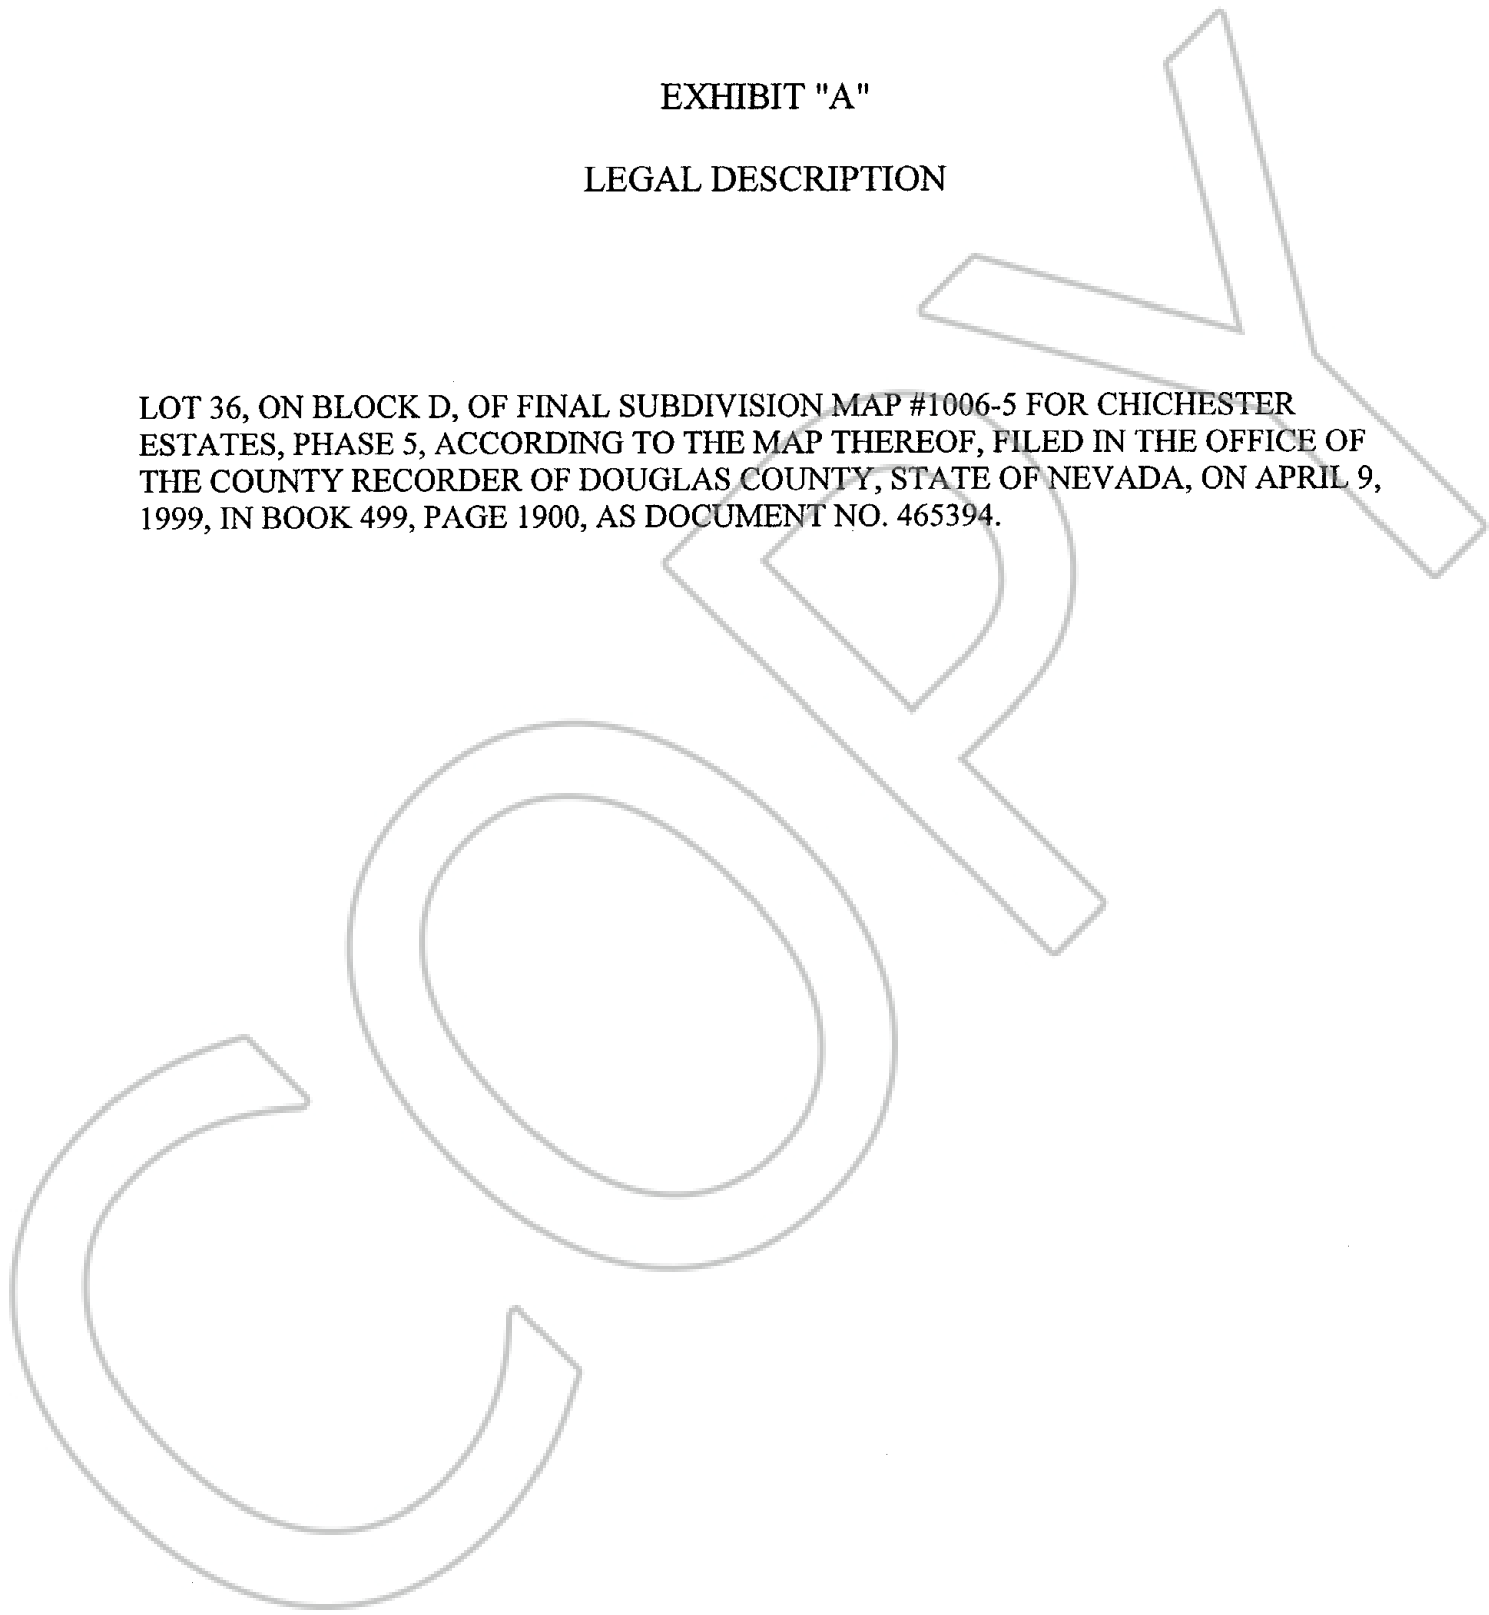 EXHIBIT "A"
LEGAL DESCRIPTION
LOT 36, ON BLOCK D, OF FINAL SUBDIVISION MAP #1006-5 FOR CHICHESTER
ESTATES, PHASE 5, ACCORDING TO THE MAP THEREOF, FILED IN THE OFFICE OF
THE COUNTY RECORDER OF DOUGLAS COUNTY, STATE OF NEVADA, ON APRIL 9,
1999, IN BOOK 499, PAGE 1900, AS DOCUMENT NO. 465394.
COPY